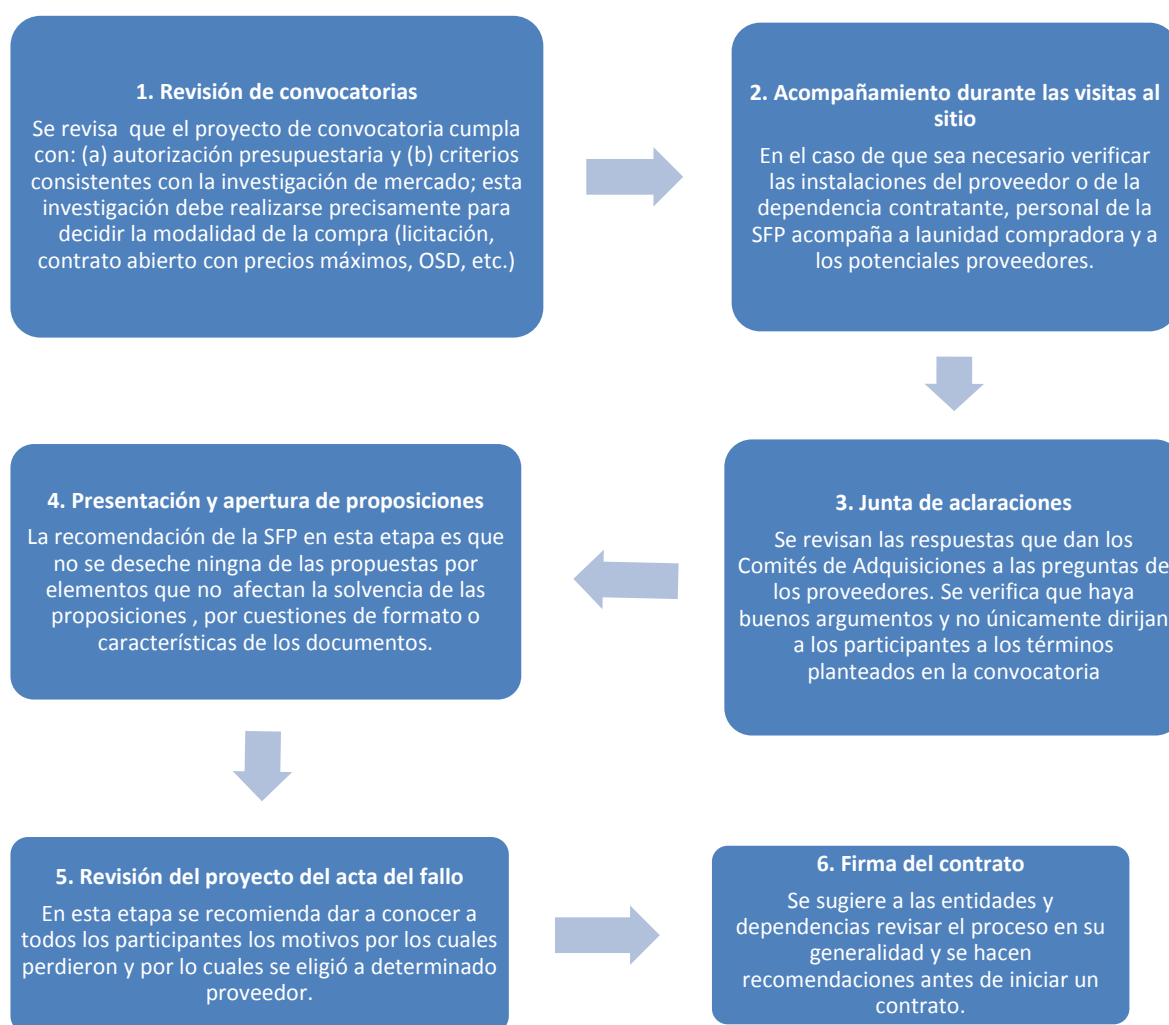 1. Revisión de convocatorias
Se revisa que el proyecto de convocatoria cumpla
con: (a) autorización presupuestaria y (b) criterios
consistentes con la investigación de mercado; esta
investigación debe realizarse precisamente para
decidir la modalidad de la compra (licitación,
contrato abierto con precios máximos, OSD, etc.)
2. Acompañamiento durante las visitas al
sitio
En el caso de que sea necesario verificar
las instalaciones del proveedor o de la
dependencia contratante, personal de la
SFP acompaña a launidad compradora y a
los potenciales proveedores.
3. Junta de aclaraciones
Se revisan las respuestas que dan los
Comités de Adquisiciones a las preguntas de
los proveedores. Se verifica que haya
buenos argumentos y no únicamente dirijan
a los participantes a los términos
planteados en la convocatoria
4. Presentación y apertura de proposiciones
La recomendación de la SFP en esta etapa es que
no se deseche ningna de las propuestas por
elementos que no afectan la solvencia de las
proposiciones , por cuestiones de formato o
características de los documentos.
5. Revisión del proyecto del acta del fallo
En esta etapa se recomienda dar a conocer a
todos los participantes los motivos por los cuales
perdieron y por lo cuales se eligió a determinado
proveedor.
6. Firma del contrato
Se sugiere a las entidades y
dependencias revisar el proceso en su
generalidad y se hacen
recomendaciones antes de iniciar un
contrato.